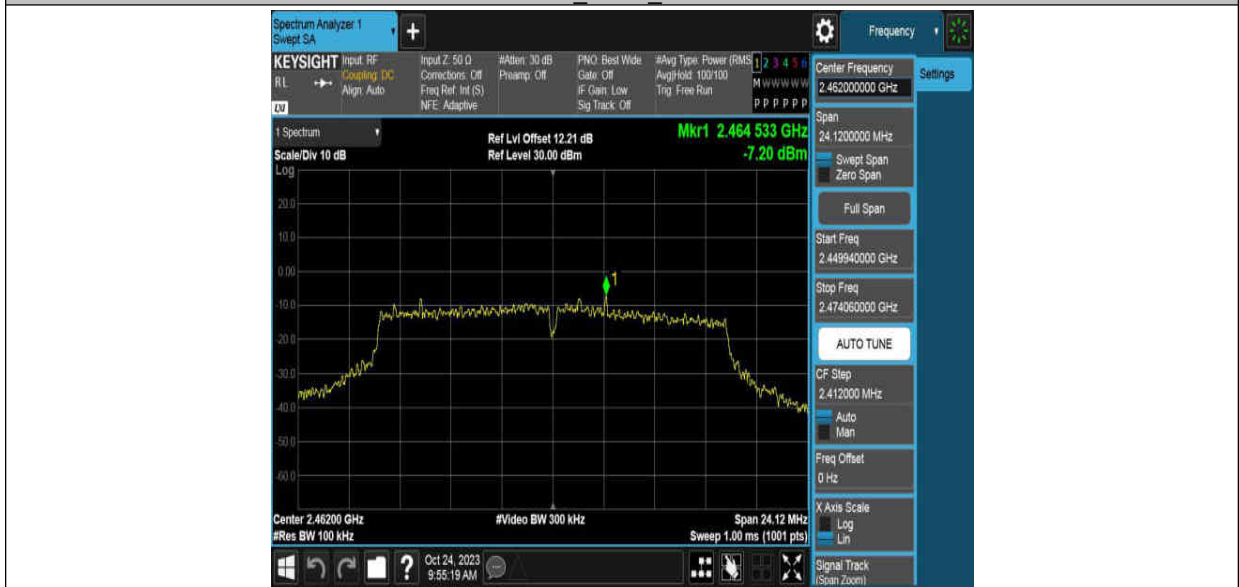 Spectrum Analyzer 1
Swept SA
+
Frequency
KEYSIGHT
RL
LXI
Input: RF
Coupling: DC
Align: Auto
Input Z: 50 Ω
Corrections: Off
Freq Ref: Int (S)
NFE: Adaptive
#Atten: 30 dB
Preamp: Off
PNO: Best Wide
Gate: Off
IF Gain: Low
Sig Track: Off
#Avg Type: Power (RMS
Avg|Hold: 100/100
Trig: Free Run
1 2 3 4 5 6
M W W W W W
P P P P P P
1 Spectrum
Scale/Div 10 dB
Log
Ref Lvl Offset 12.21 dB
Ref Level 30.00 dBm
Mkr1 2.464 533 GHz
-7.20 dBm
20.0
10.0
0.00
-10.0
-20.0
-30.0
-40.0
-50.0
-60.0
1
Center 2.46200 GHz
#Res BW 100 kHz
#Video BW 300 kHz
Span 24.12 MHz
Sweep 1.00 ms (1001 pts)
?
Oct 24, 2023
9:55:19 AM
Center Frequency
2.462000000 GHz
Settings
Span
24.1200000 MHz
Swept Span
Zero Span
Full Span
Start Freq
2.449940000 GHz
Stop Freq
2.474060000 GHz
AUTO TUNE
CF Step
2.412000 MHz
Auto
Man
Freq Offset
0 Hz
X Axis Scale
Log
Lin
Signal Track
(Span Zoom)